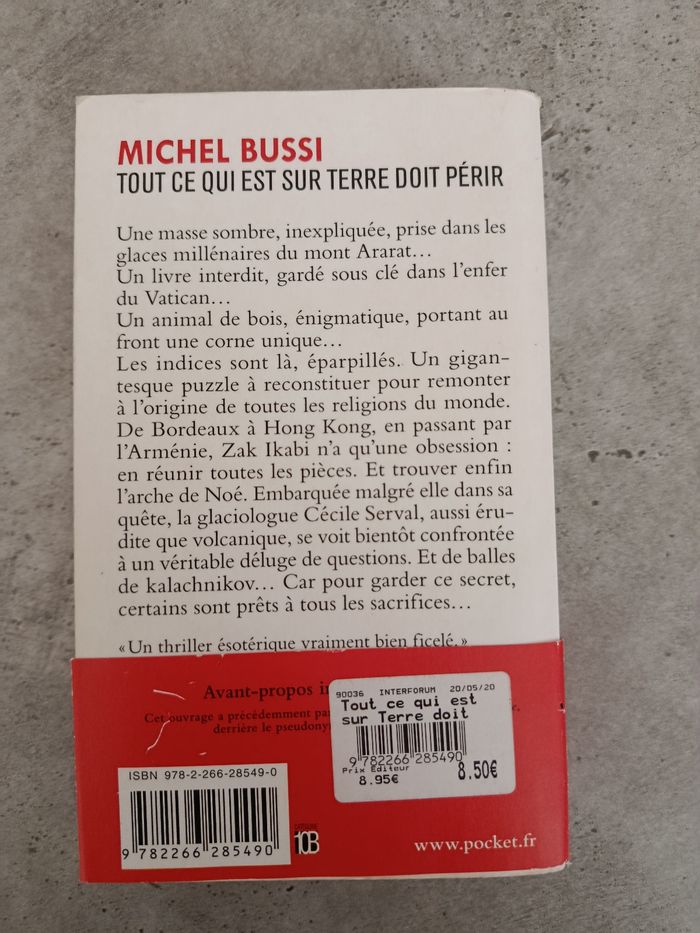 MICHEL BUSSI
TOUT CE QUI EST SUR TERRE DOIT PÉRIR
Une masse sombre, inexpliquée, prise dans les
glaces millénaires du mont Ararat…
Un livre interdit, gardé sous clé dans l'enfer
du Vatican…
Un animal de bois, énigmatique, portant au
front une corne unique…
Les indices sont là, éparpillés. Un gigan-
tesque puzzle à reconstituer pour remonter
à l'origine de toutes les religions du monde.
De Bordeaux à Hong Kong, en passant par
l'Arménie, Zak Ikabi n'a qu'une obsession :
en réunir toutes les pièces. Et trouver enfin
l'arche de Noé. Embarquée malgré elle dans sa
quête, la glaciologue Cécile Serval, aussi éru-
dite que volcanique, se voit bientôt confrontée
à un véritable déluge de questions. Et de balles
de kalachnikov… Car pour garder ce secret,
certains sont prêts à tous les sacrifices…
« Un thriller ésotérique vraiment bien ficelé. »
Avant-propos
Cet ouvrage a précédemment
derrière le
90036 INTERFORUM 20/05/20
Tout ce qui est
sur Terre doit
9 782266 285490
Prix Editeur
8.95€
8.50€
ISBN 978-2-266-28549-0
9 782266 285490
10/18
www.pocket.fr